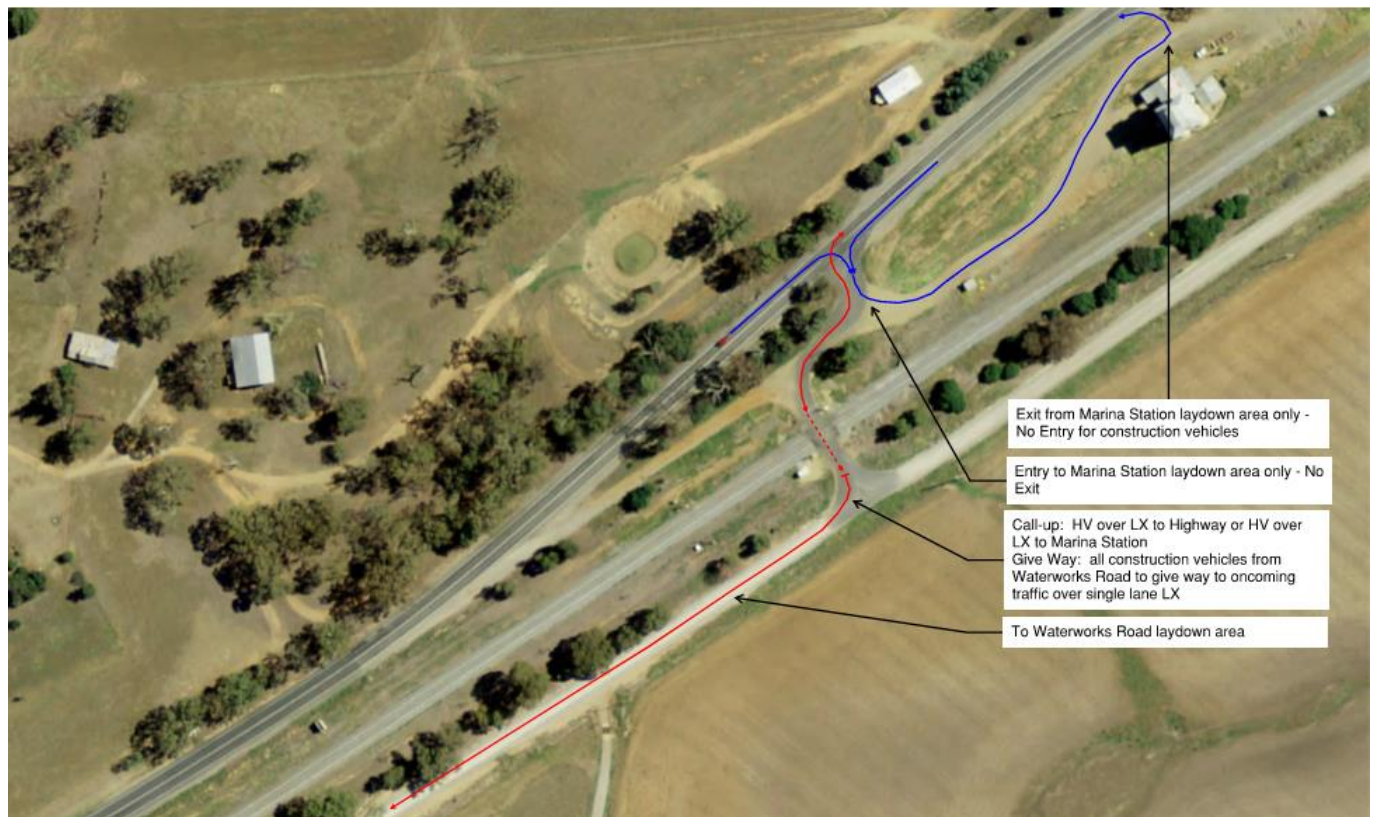 Exit from Marina Station laydown area only -
No Entry for construction vehicles
Entry to Marina Station laydown area only - No
Exit
Call-up: HV over LX to Highway or HV over
LX to Marina Station
Give Way: all construction vehicles from
Waterworks Road to give way to oncoming
traffic over single lane LX
To Waterworks Road laydown area